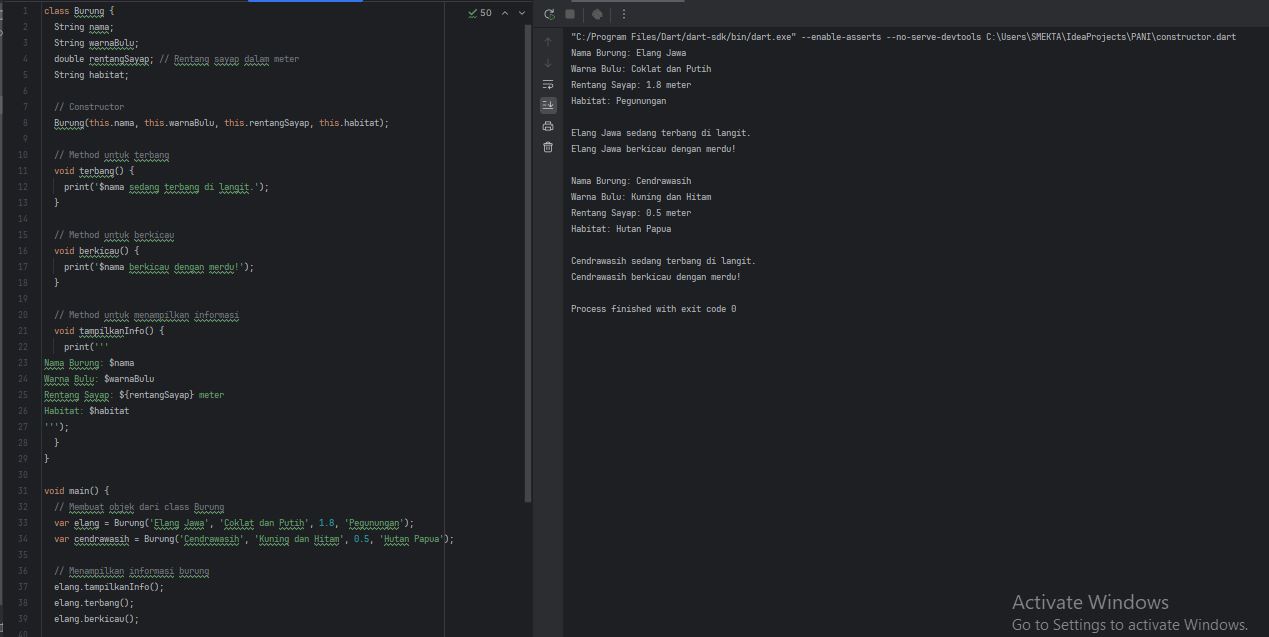 class Burung {
String nama;
String warnaBulu;
double rentangSayap; // Rentang sayap dalam meter
String habitat;
// Constructor
Burung(this.nama, this.warnaBulu, this.rentangSayap, this.habitat);
// Method untuk terbang
void terbang() {
print('$nama sedang terbang di langit.');
}
// Method untuk berkicau
void berkicau() {
print('$nama berkicau dengan merdu!');
}
// Method untuk menampilkan informasi
void tampilkanInfo() {
print('''
Nama Burung: $nama
Warna Bulu: $warnaBulu
Rentang Sayap: ${rentangSayap} meter
Habitat: $habitat
''');
}
}
void main() {
// Membuat objek dari class Burung
var elang = Burung('Elang Jawa', 'Coklat dan Putih', 1.8, 'Pegunungan');
var cendrawasih = Burung('Cendrawasih', 'Kuning dan Hitam', 0.5, 'Hutan Papua');
// Menampilkan informasi burung
elang.tampilkanInfo();
elang.terbang();
elang.berkicau();
1
2
3
4
5
6
7
8
9
10
11
12
13
14
15
16
17
18
19
20
21
22
23
24
25
26
27
28
29
30
31
32
33
34
35
36
37
38
39
40
50
"C:/Program Files/Dart/dart-sdk/bin/dart.exe" --enable-asserts --no-serve-devtools C:\Users\SMEKTA\IdeaProjects\PANI\constructor.dart
Nama Burung: Elang Jawa
Warna Bulu: Coklat dan Putih
Rentang Sayap: 1.8 meter
Habitat: Pegunungan
Elang Jawa sedang terbang di langit.
Elang Jawa berkicau dengan merdu!
Nama Burung: Cendrawasih
Warna Bulu: Kuning dan Hitam
Rentang Sayap: 0.5 meter
Habitat: Hutan Papua
Cendrawasih sedang terbang di langit.
Cendrawasih berkicau dengan merdu!
Process finished with exit code 0
Activate Windows
Go to Settings to activate Windows.